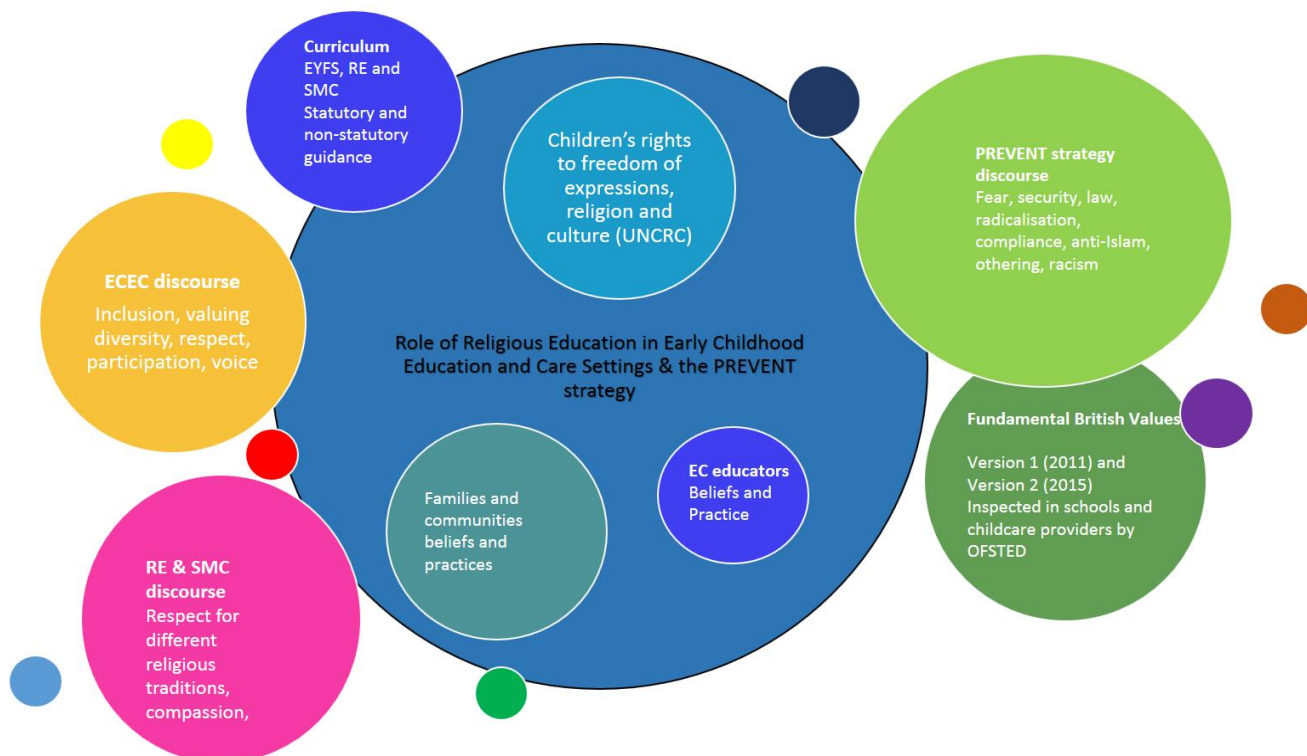 Curriculum
EYFS, RE and
SMC
Statutory and
non-statutory
guidance
Children’s rights
to freedom of
expressions,
religion and
culture (UNCRC)
PREVENT strategy
discourse
Fear, security, law,
radicalisation,
compliance, anti-Islam,
othering, racism
ECEC discourse
Inclusion, valuing
diversity, respect,
participation, voice
Role of Religious Education in Early Childhood
Education and Care Settings & the PREVENT
strategy
Fundamental British Values
Version 1 (2011) and
Version 2 (2015)
Inspected in schools and
childcare providers by
OFSTED
Families and
communities
beliefs and
practices
EC educators
Beliefs and
Practice
RE & SMC
discourse
Respect for
different
religious
traditions,
compassion,